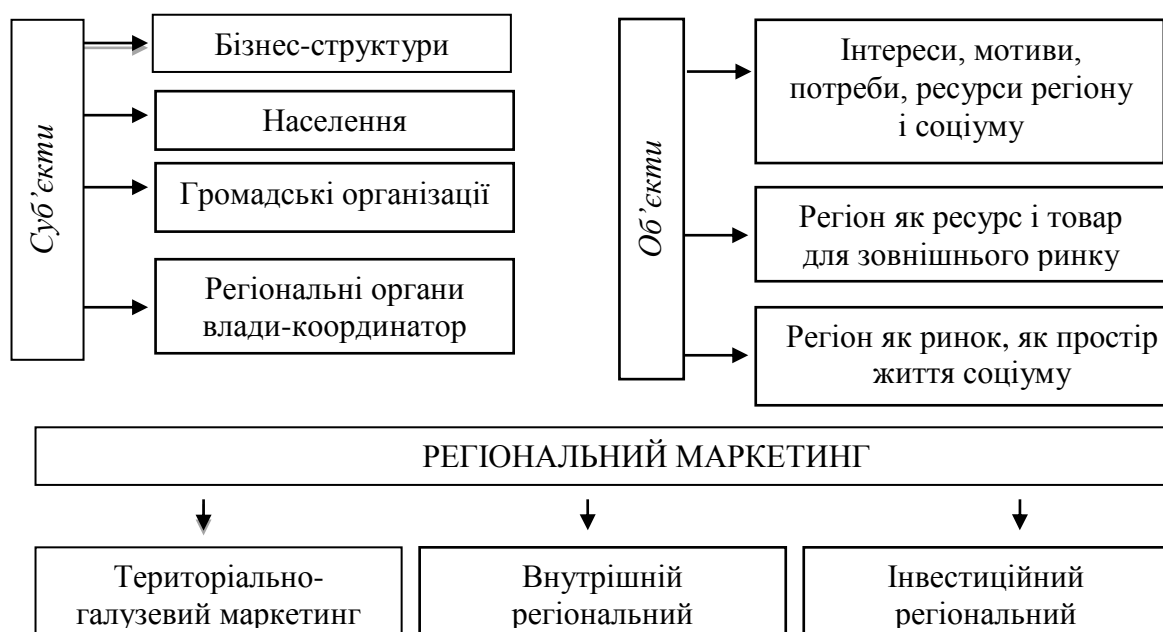 Суб’єкти
Бізнес-структури
Населення
Громадські організації
Регіональні органи
влади-координатор
Об’єкти
Інтереси, мотиви,
потреби, ресурси регіону
і соціуму
Регіон як ресурс і товар
для зовнішнього ринку
Регіон як ринок, як простір
життя соціуму
РЕГІОНАЛЬНИЙ МАРКЕТИНГ
Територіально-
галузевий маркетинг
Внутрішній
регіональний
Інвестиційний
регіональний